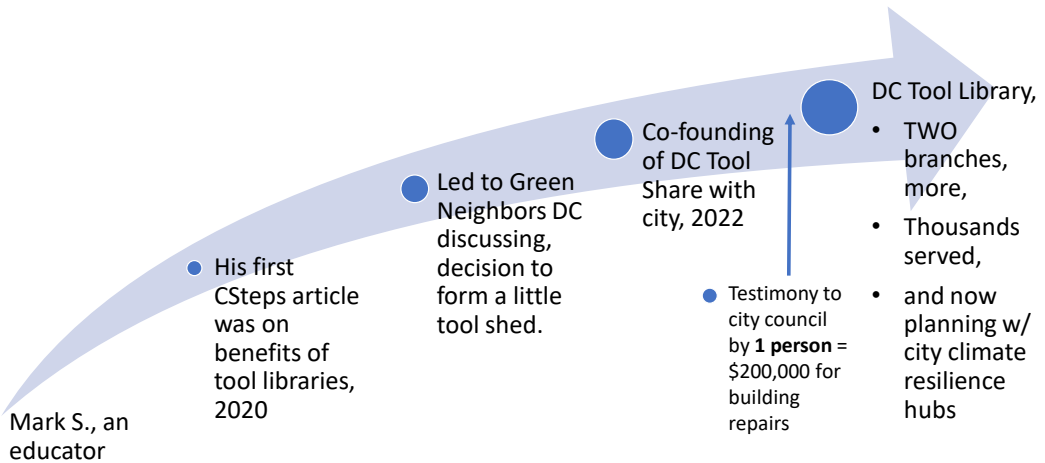 Mark S., an
educator
His first
CSteps article
was on
benefits of
tool libraries,
2020
Led to Green
Neighbors DC
discussing,
decision to
form a little
tool shed.
Co-founding
of DC Tool
Share with
city, 2022
Testimony to
city council
by 1 person =
$200,000 for
building
repairs
DC Tool Library,
• TWO
branches,
more,
• Thousands
served,
• and now
planning w/
city climate
resilience
hubs